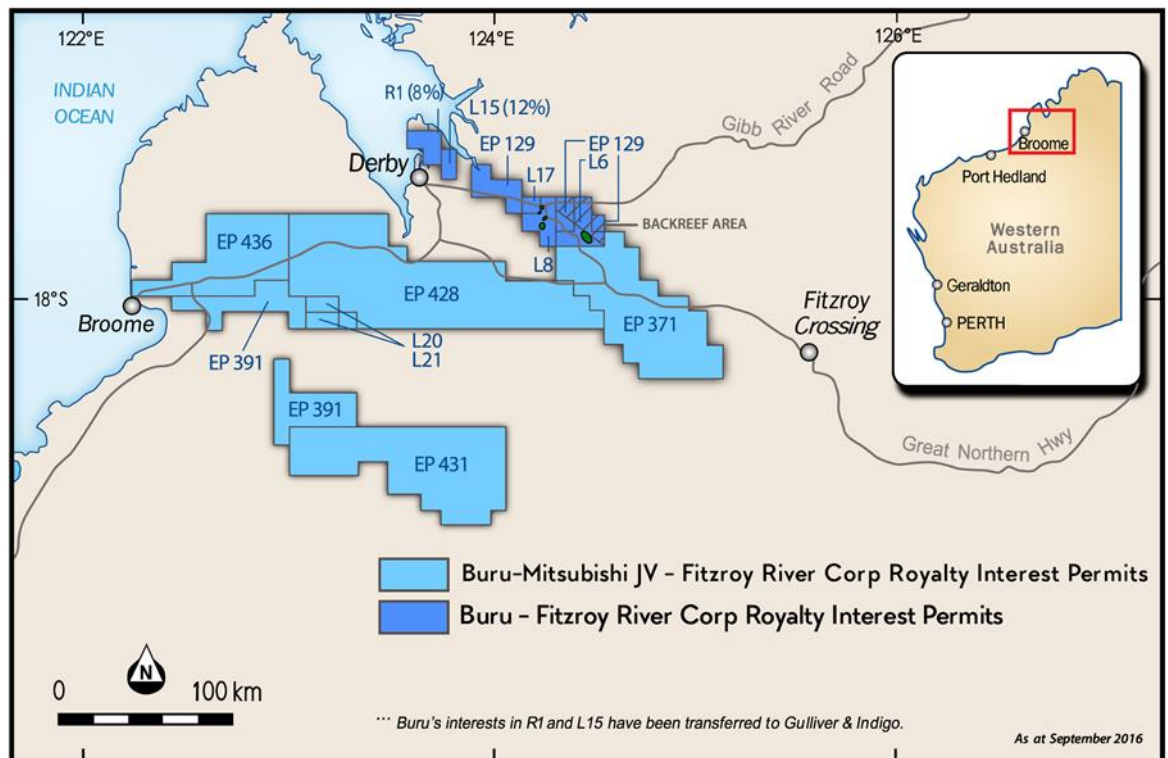 122°E
124°E
126°E
INDIAN
OCEAN
R1 (8%)
L15 (12%)
EP 129
L17
EP 129
L6
BACKREEF AREA
L8
Derby
Gibb River Road
EP 436
EP 428
EP 371
18°S
Broome
EP 391
L20
L21
Fitzroy
Crossing
EP 391
EP 431
Great Northern Hwy
Broome
Port Hedland
Western
Australia
Geraldton
PERTH
Buru-Mitsubishi JV - Fitzroy River Corp Royalty Interest Permits
Buru - Fitzroy River Corp Royalty Interest Permits
N
0
100 km
... Buru's interests in R1 and L15 have been transferred to Gulliver & Indigo.
As at September 2016